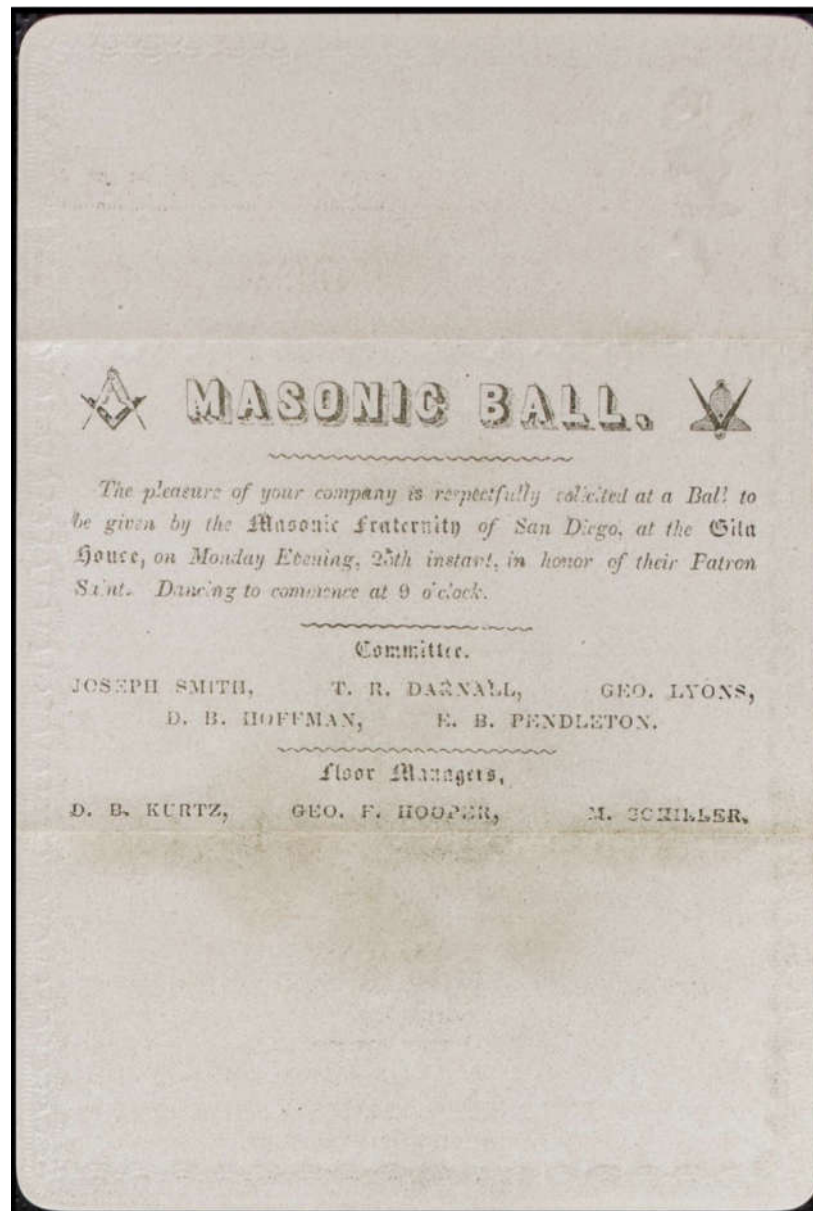 MASONIC BALL.
The pleasure of your company is respectfully solicited at a Ball to
be given by the Masonic Fraternity of San Diego, at the Gila
House, on Monday Evening, 25th instant, in honor of their Patron
Saint. Dancing to commence at 9 o'clock.
Committee.
JOSEPH SMITH, T. R. DARNALL, GEO. LYONS,
D. B. HOFFMAN, E. B. PENDLETON.
Floor Managers,
D. B. KURTZ, GEO. F. HOOPER, M. SCHILLER.